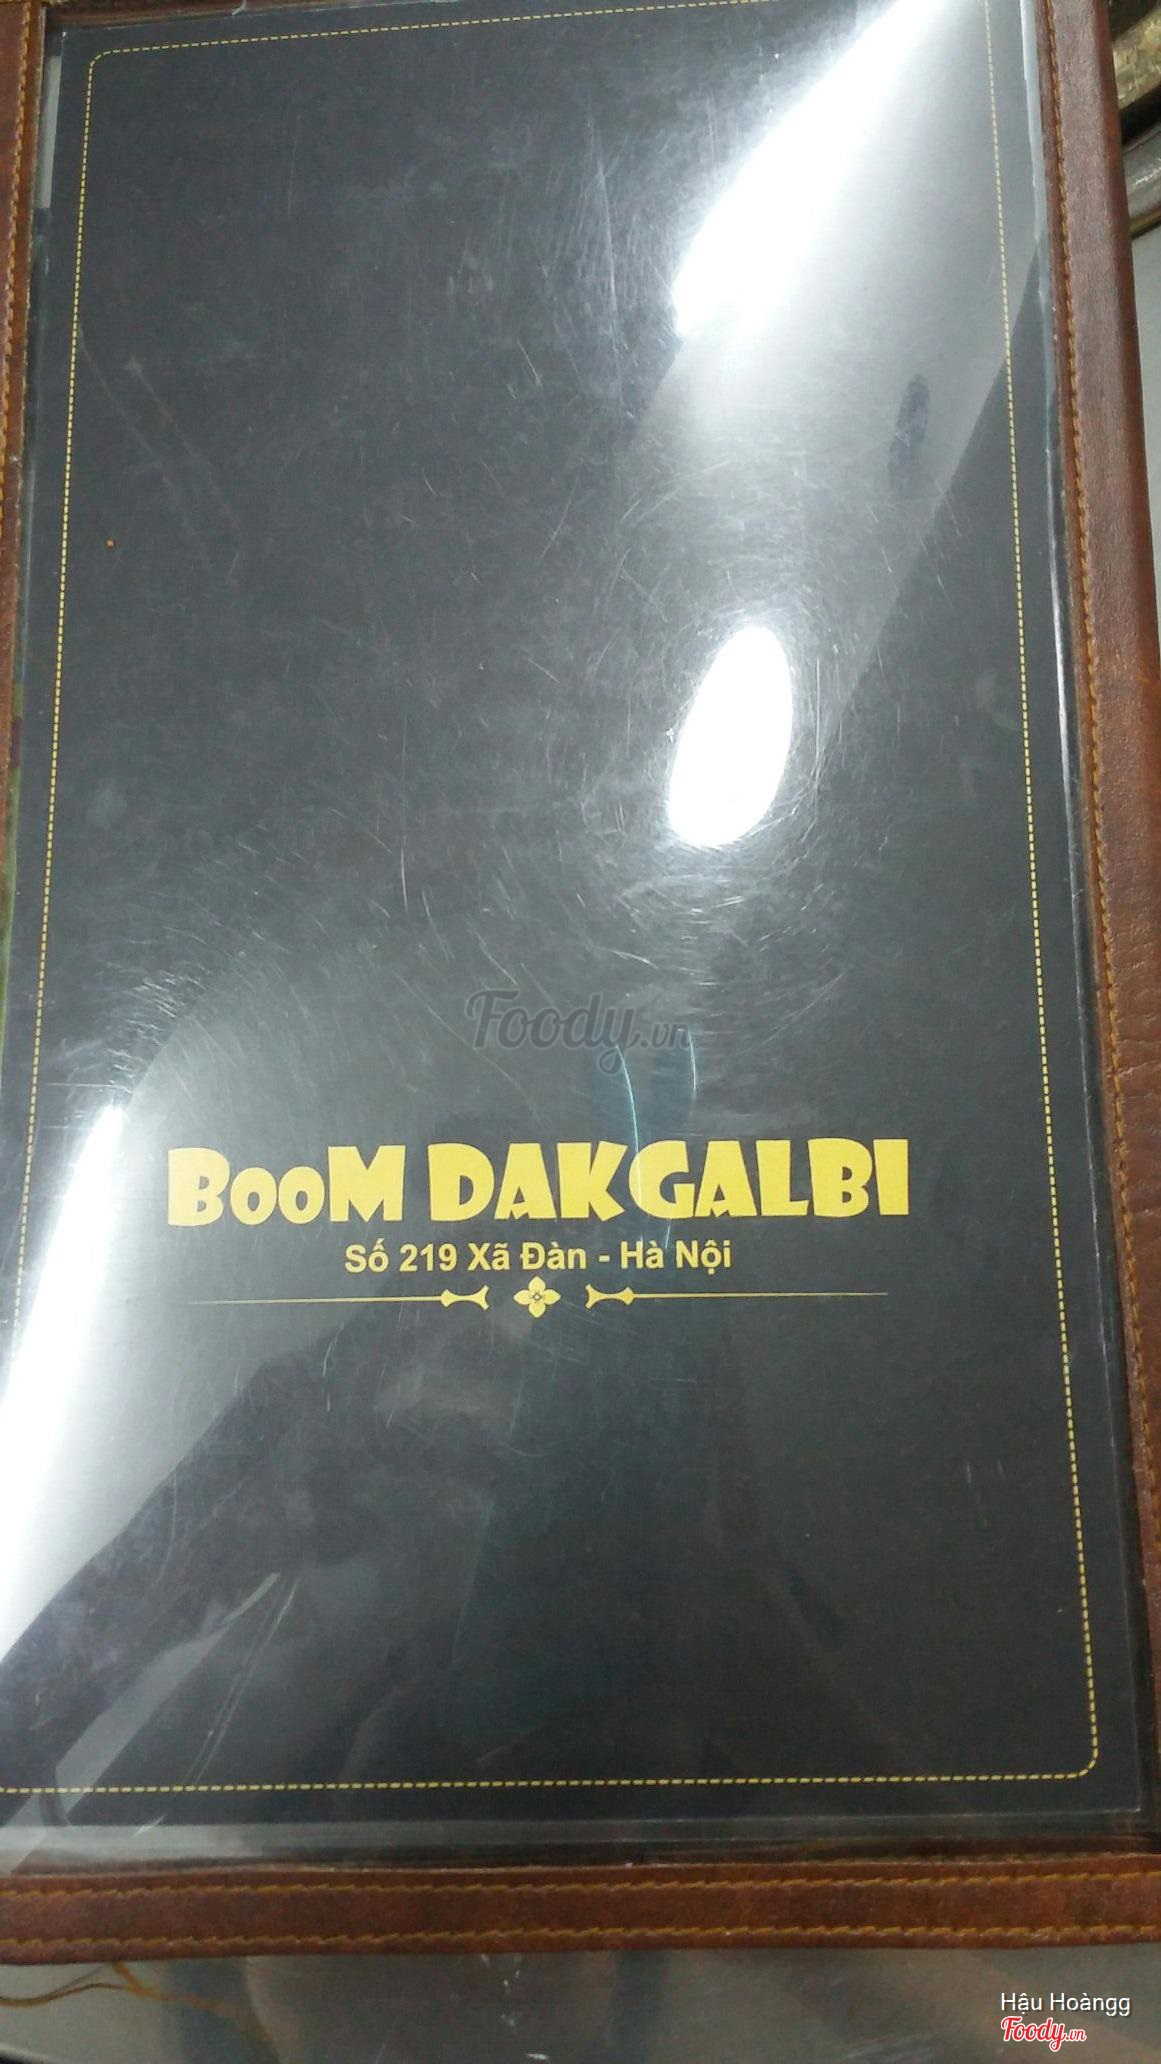 Foody.vn
BOOM DAKGALBI
Số 219 Xã Đàn - Hà Nội
Hậu Hoàngg
Foody.vn